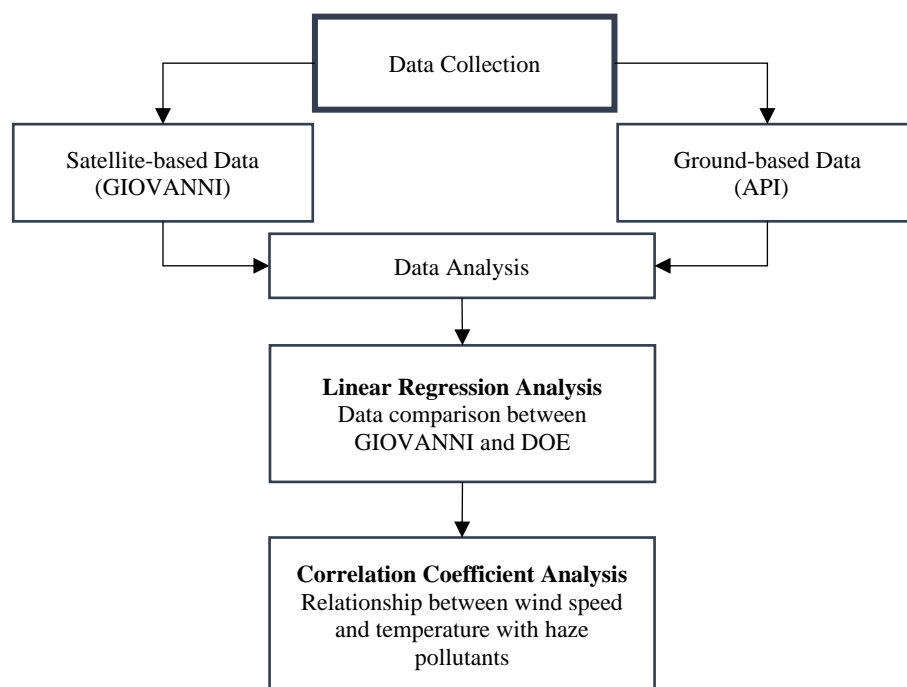 Data Collection
Satellite-based Data
(GIOVANNI)
Ground-based Data
(API)
Data Analysis
Linear Regression Analysis
Data comparison between
GIOVANNI and DOE
Correlation Coefficient Analysis
Relationship between wind speed
and temperature with haze
pollutants